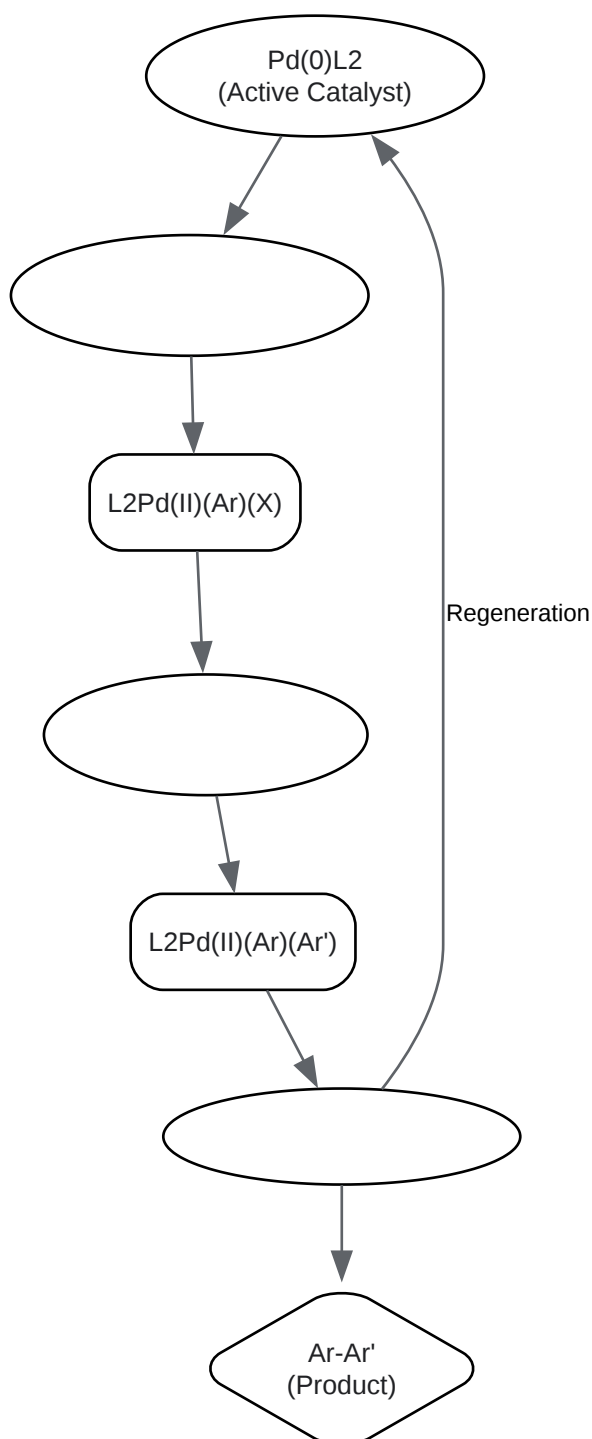 Pd(0)L2
(Active Catalyst)
L2Pd(II)(Ar)(X)
Regeneration
L2Pd(II)(Ar)(Ar')
Ar-Ar'
(Product)